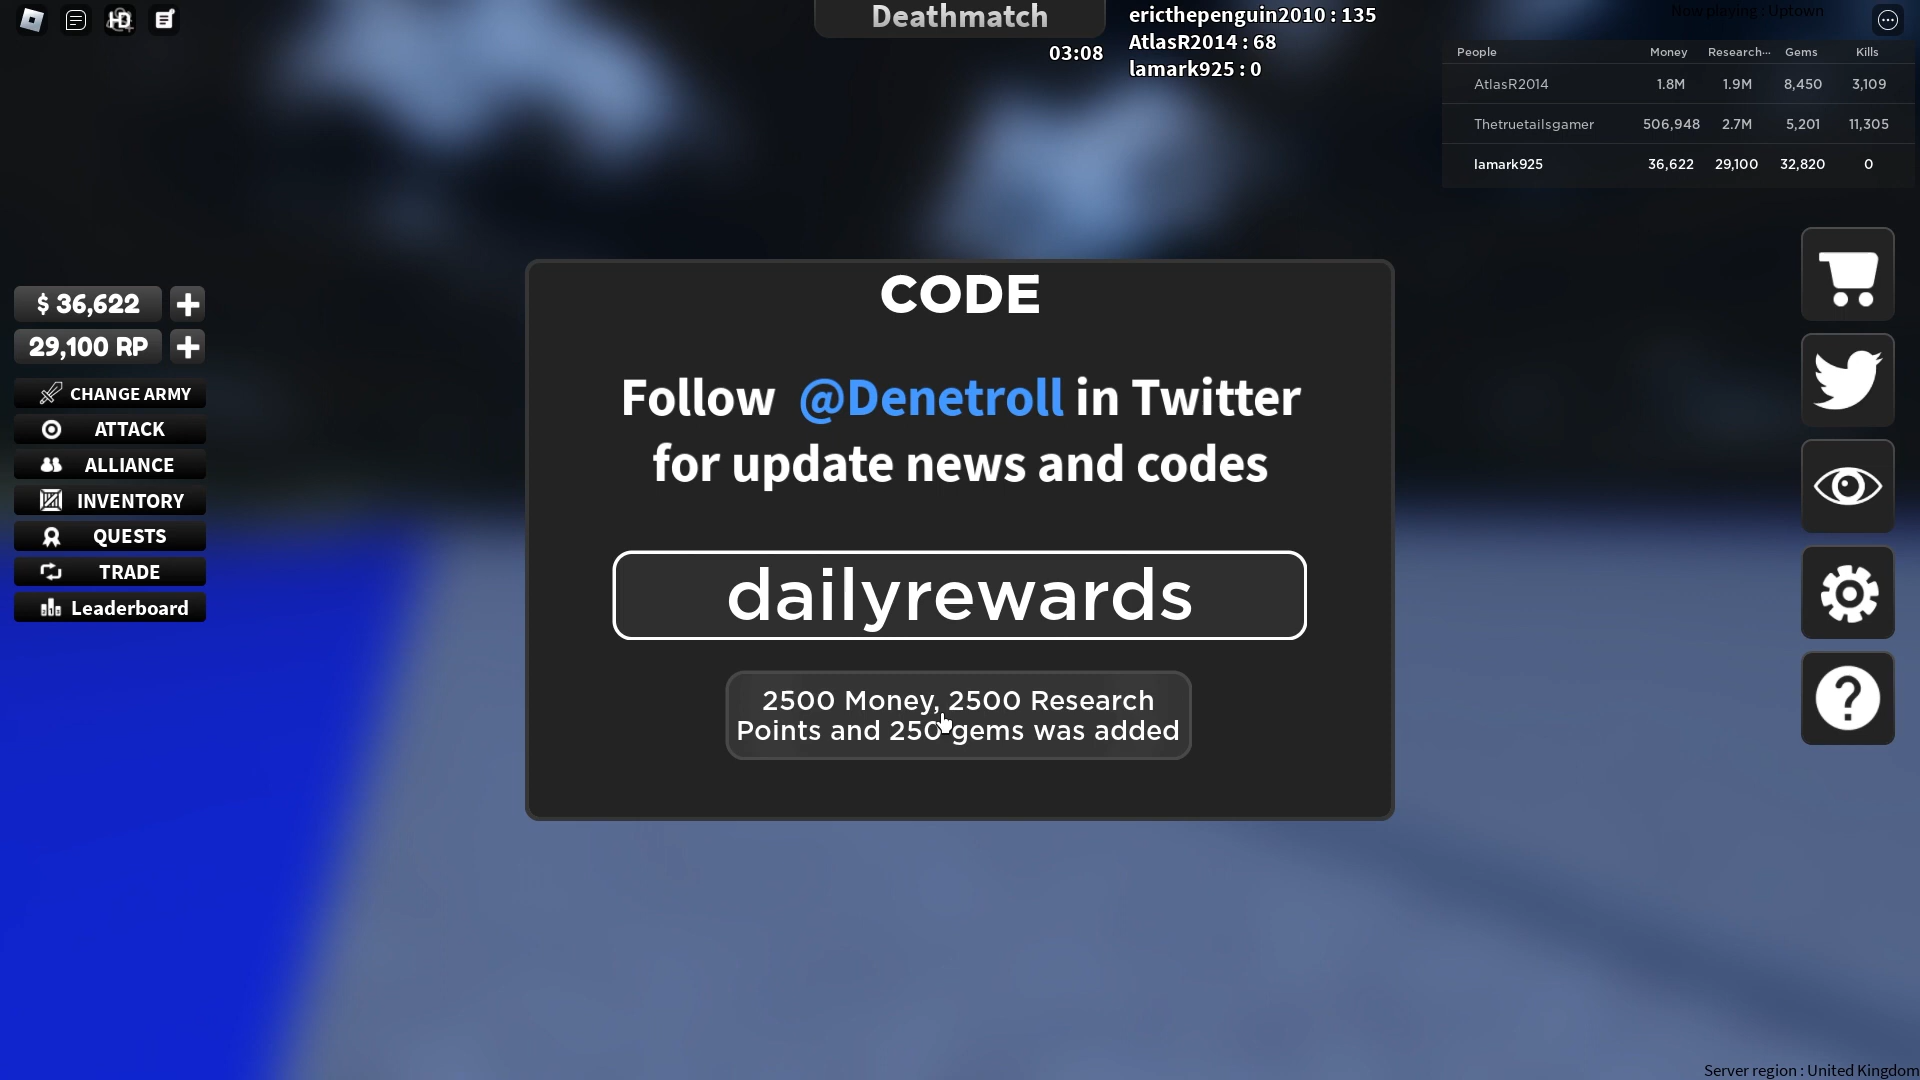 Deathmatch
03:08
ericthepenguin2010 : 135
AtlasR2014 : 68
lamark925 : 0
Now playing : Uptown
People Money Research··· Gems Kills
AtlasR2014 1.8M 1.9M 8,450 3,109
Thetruetailsgamer 506,948 2.7M 5,201 11,305
lamark925 36,622 29,100 32,820 0
$ 36,622 +
29,100 RP +
CHANGE ARMY
ATTACK
ALLIANCE
INVENTORY
QUESTS
TRADE
Leaderboard
CODE
Follow @Denetroll in Twitter
for update news and codes
dailyrewards
2500 Money, 2500 Research
Points and 250 gems was added
Server region : United Kingdom